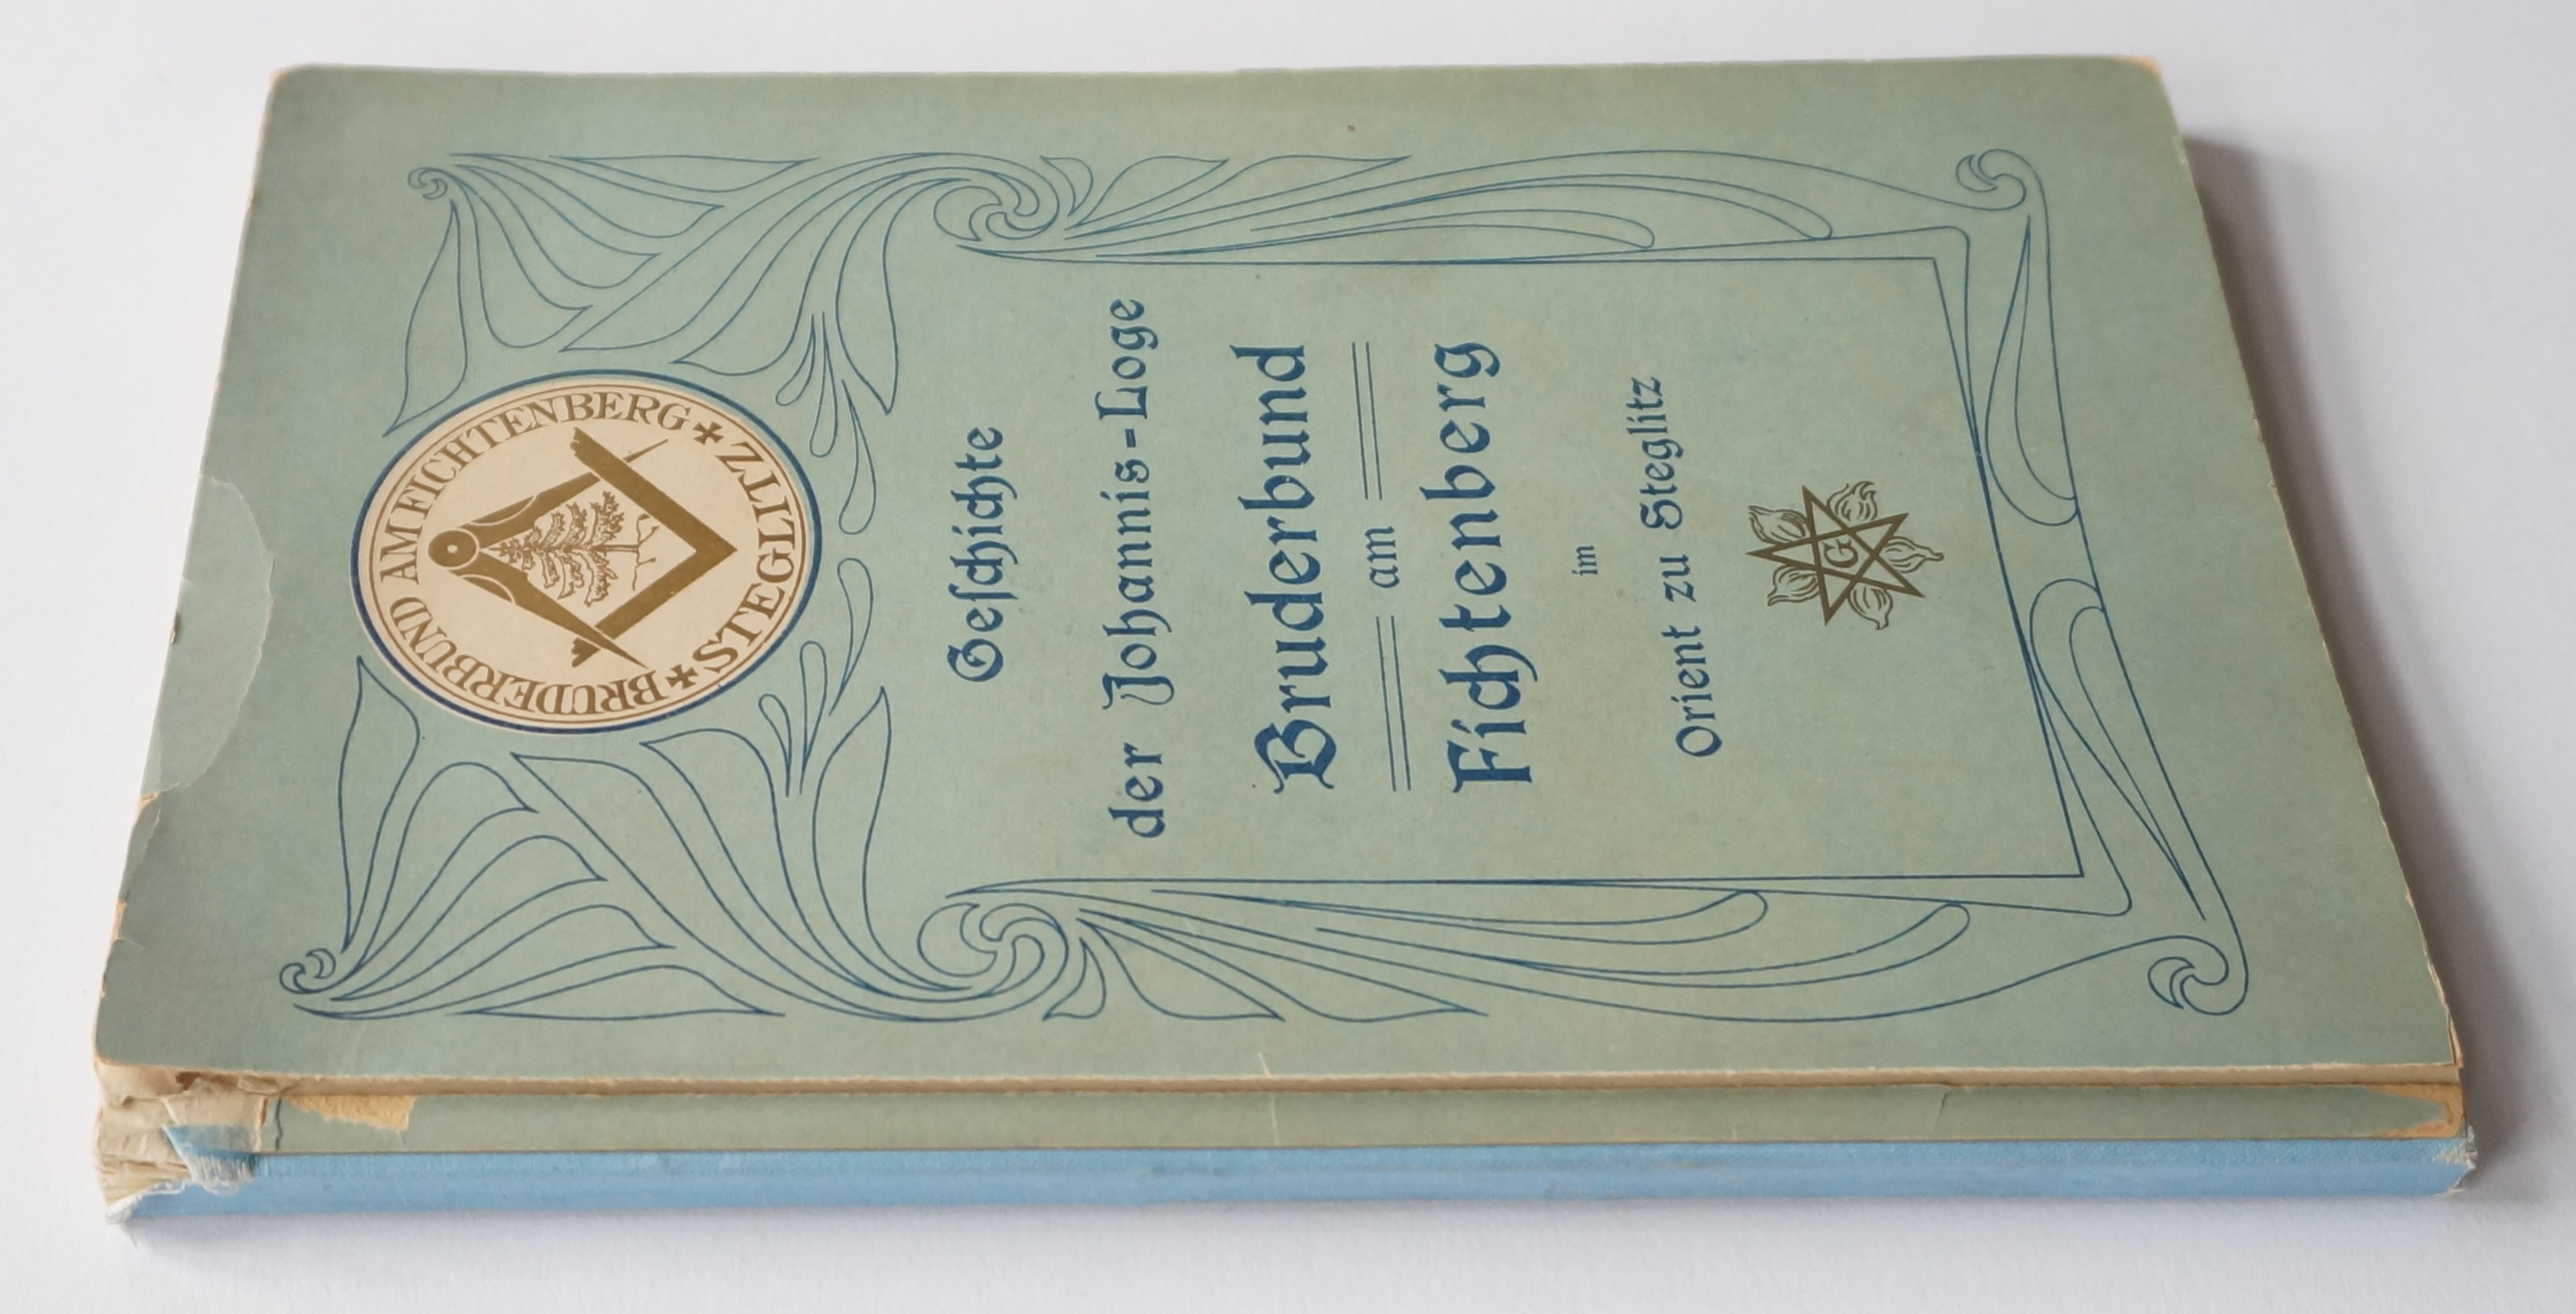 ✶ BRUDERBUND AM FICHTENBERG ✶ STEGLITZ
Geſchichte
der Johannis-Loge
Bruderbund
am
Fichtenberg
im
Orient zu Steglitz
G